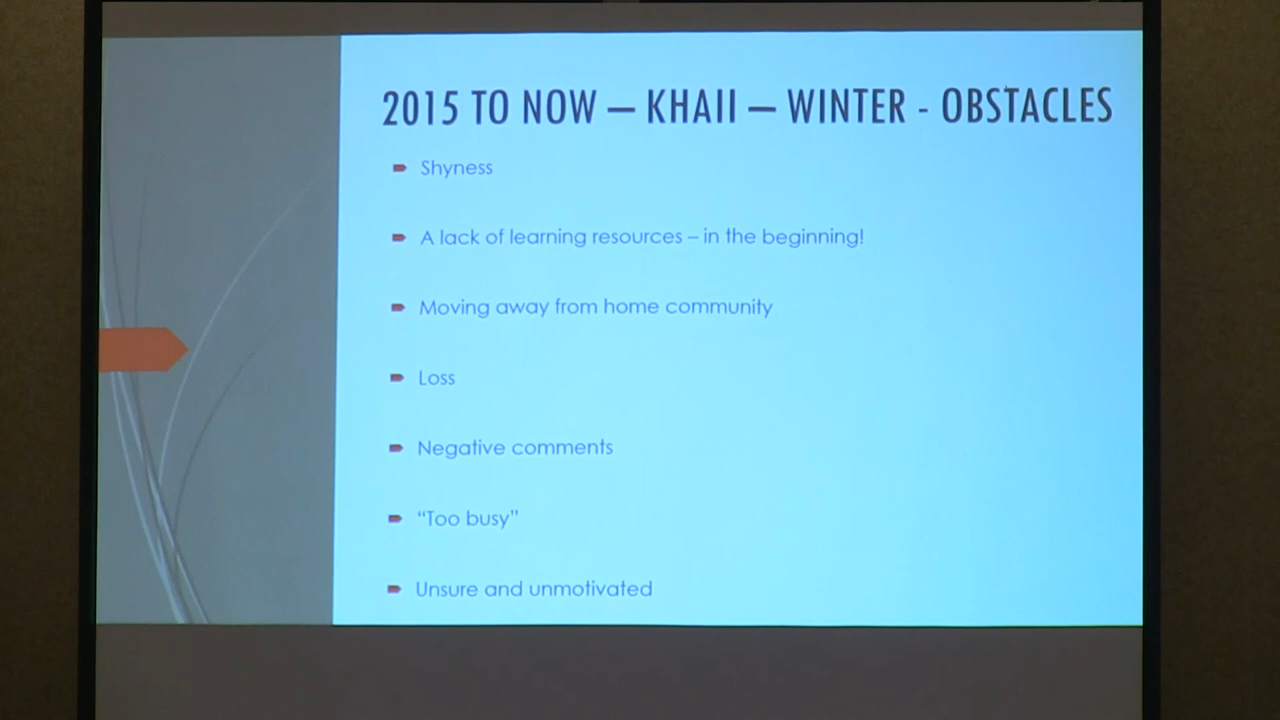 2015 TO NOW – KHAII – WINTER - OBSTACLES
Shyness
A lack of learning resources – in the beginning!
Moving away from home community
Loss
Negative comments
“Too busy”
Unsure and unmotivated